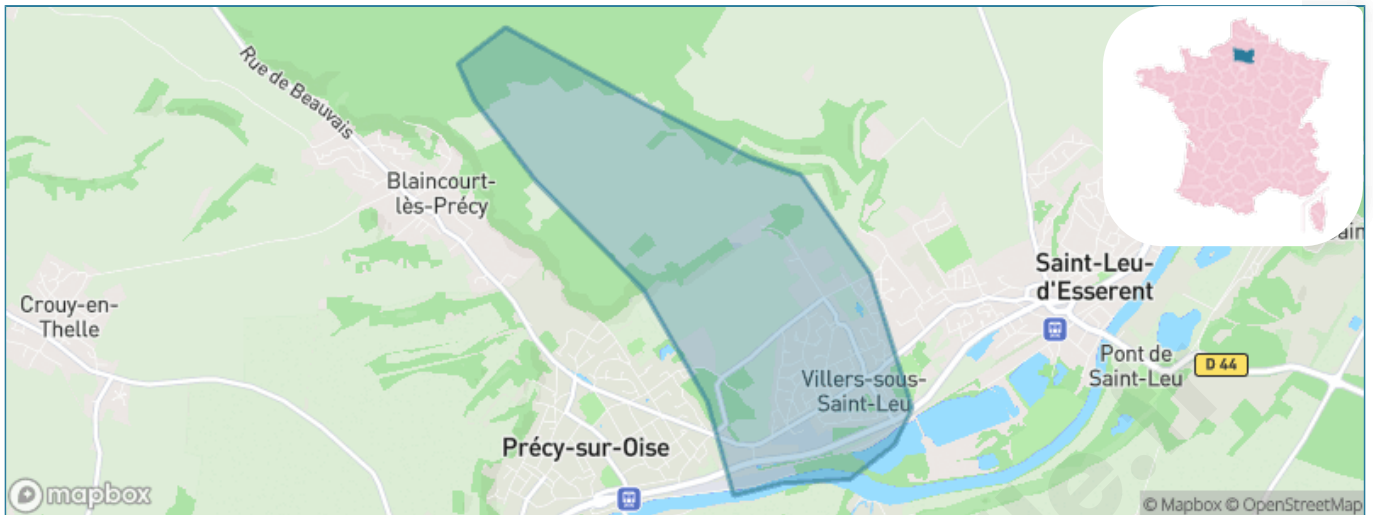 Rue de Beauvais
Blaincourt-
lès-Précy
Crouy-en-
Thelle
Saint-Leu-
d'Esserent
Pont de
Saint-Leu
D 44
Villers-sous-
Saint-Leu
Précy-sur-Oise
mapbox
© Mapbox © OpenStreetMap